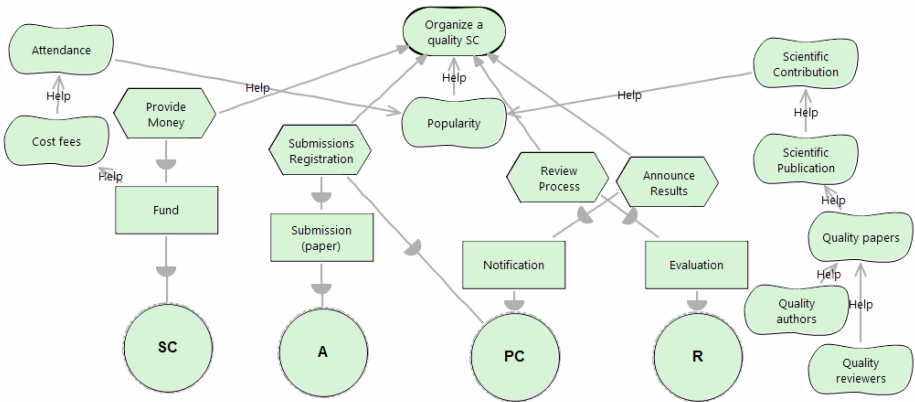 Organize a
quality SC
Attendance
Scientific
Contribution
Help
Help
Help
Help
Provide
Money
Help
Popularity
Cost fees
Submissions
Registration
Scientific
Publication
Help
Review
Process
Announce
Results
Help
Fund
Submission
(paper)
Quality papers
Notification
Evaluation
Help
Quality
authors
Help
SC
A
PC
R
Quality
reviewers